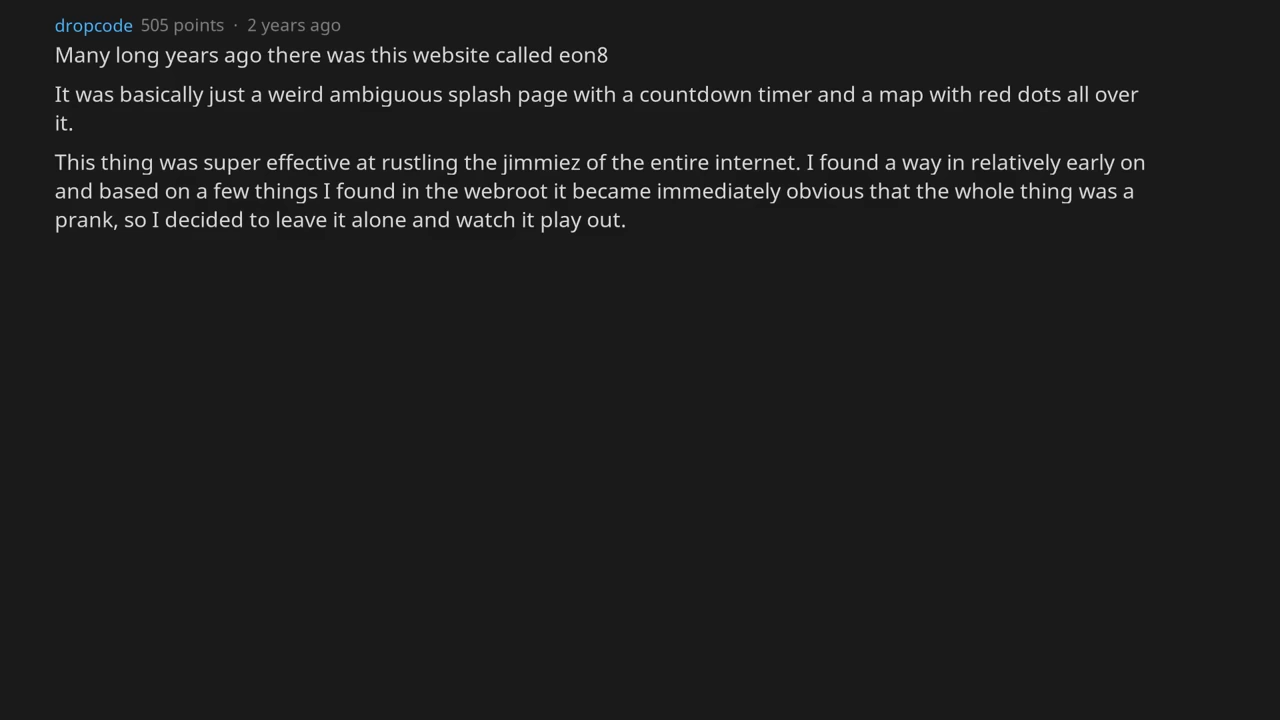 dropcode 505 points · 2 years ago
Many long years ago there was this website called eon8
It was basically just a weird ambiguous splash page with a countdown timer and a map with red dots all over
it.
This thing was super effective at rustling the jimmiez of the entire internet. I found a way in relatively early on
and based on a few things I found in the webroot it became immediately obvious that the whole thing was a
prank, so I decided to leave it alone and watch it play out.